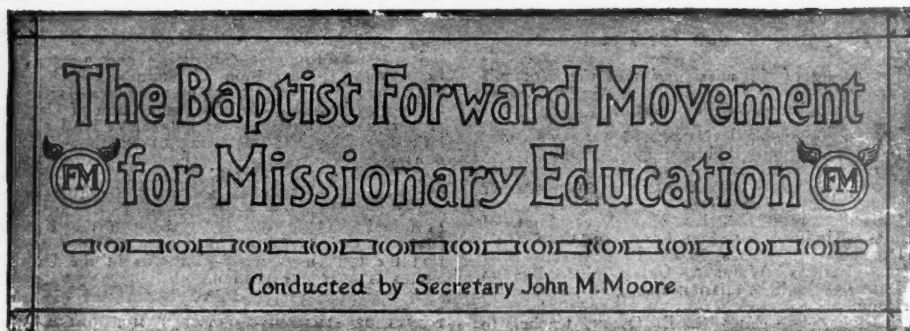 The Baptist Forward Movement
FM for Missionary Education FM
Conducted by Secretary John M. Moore